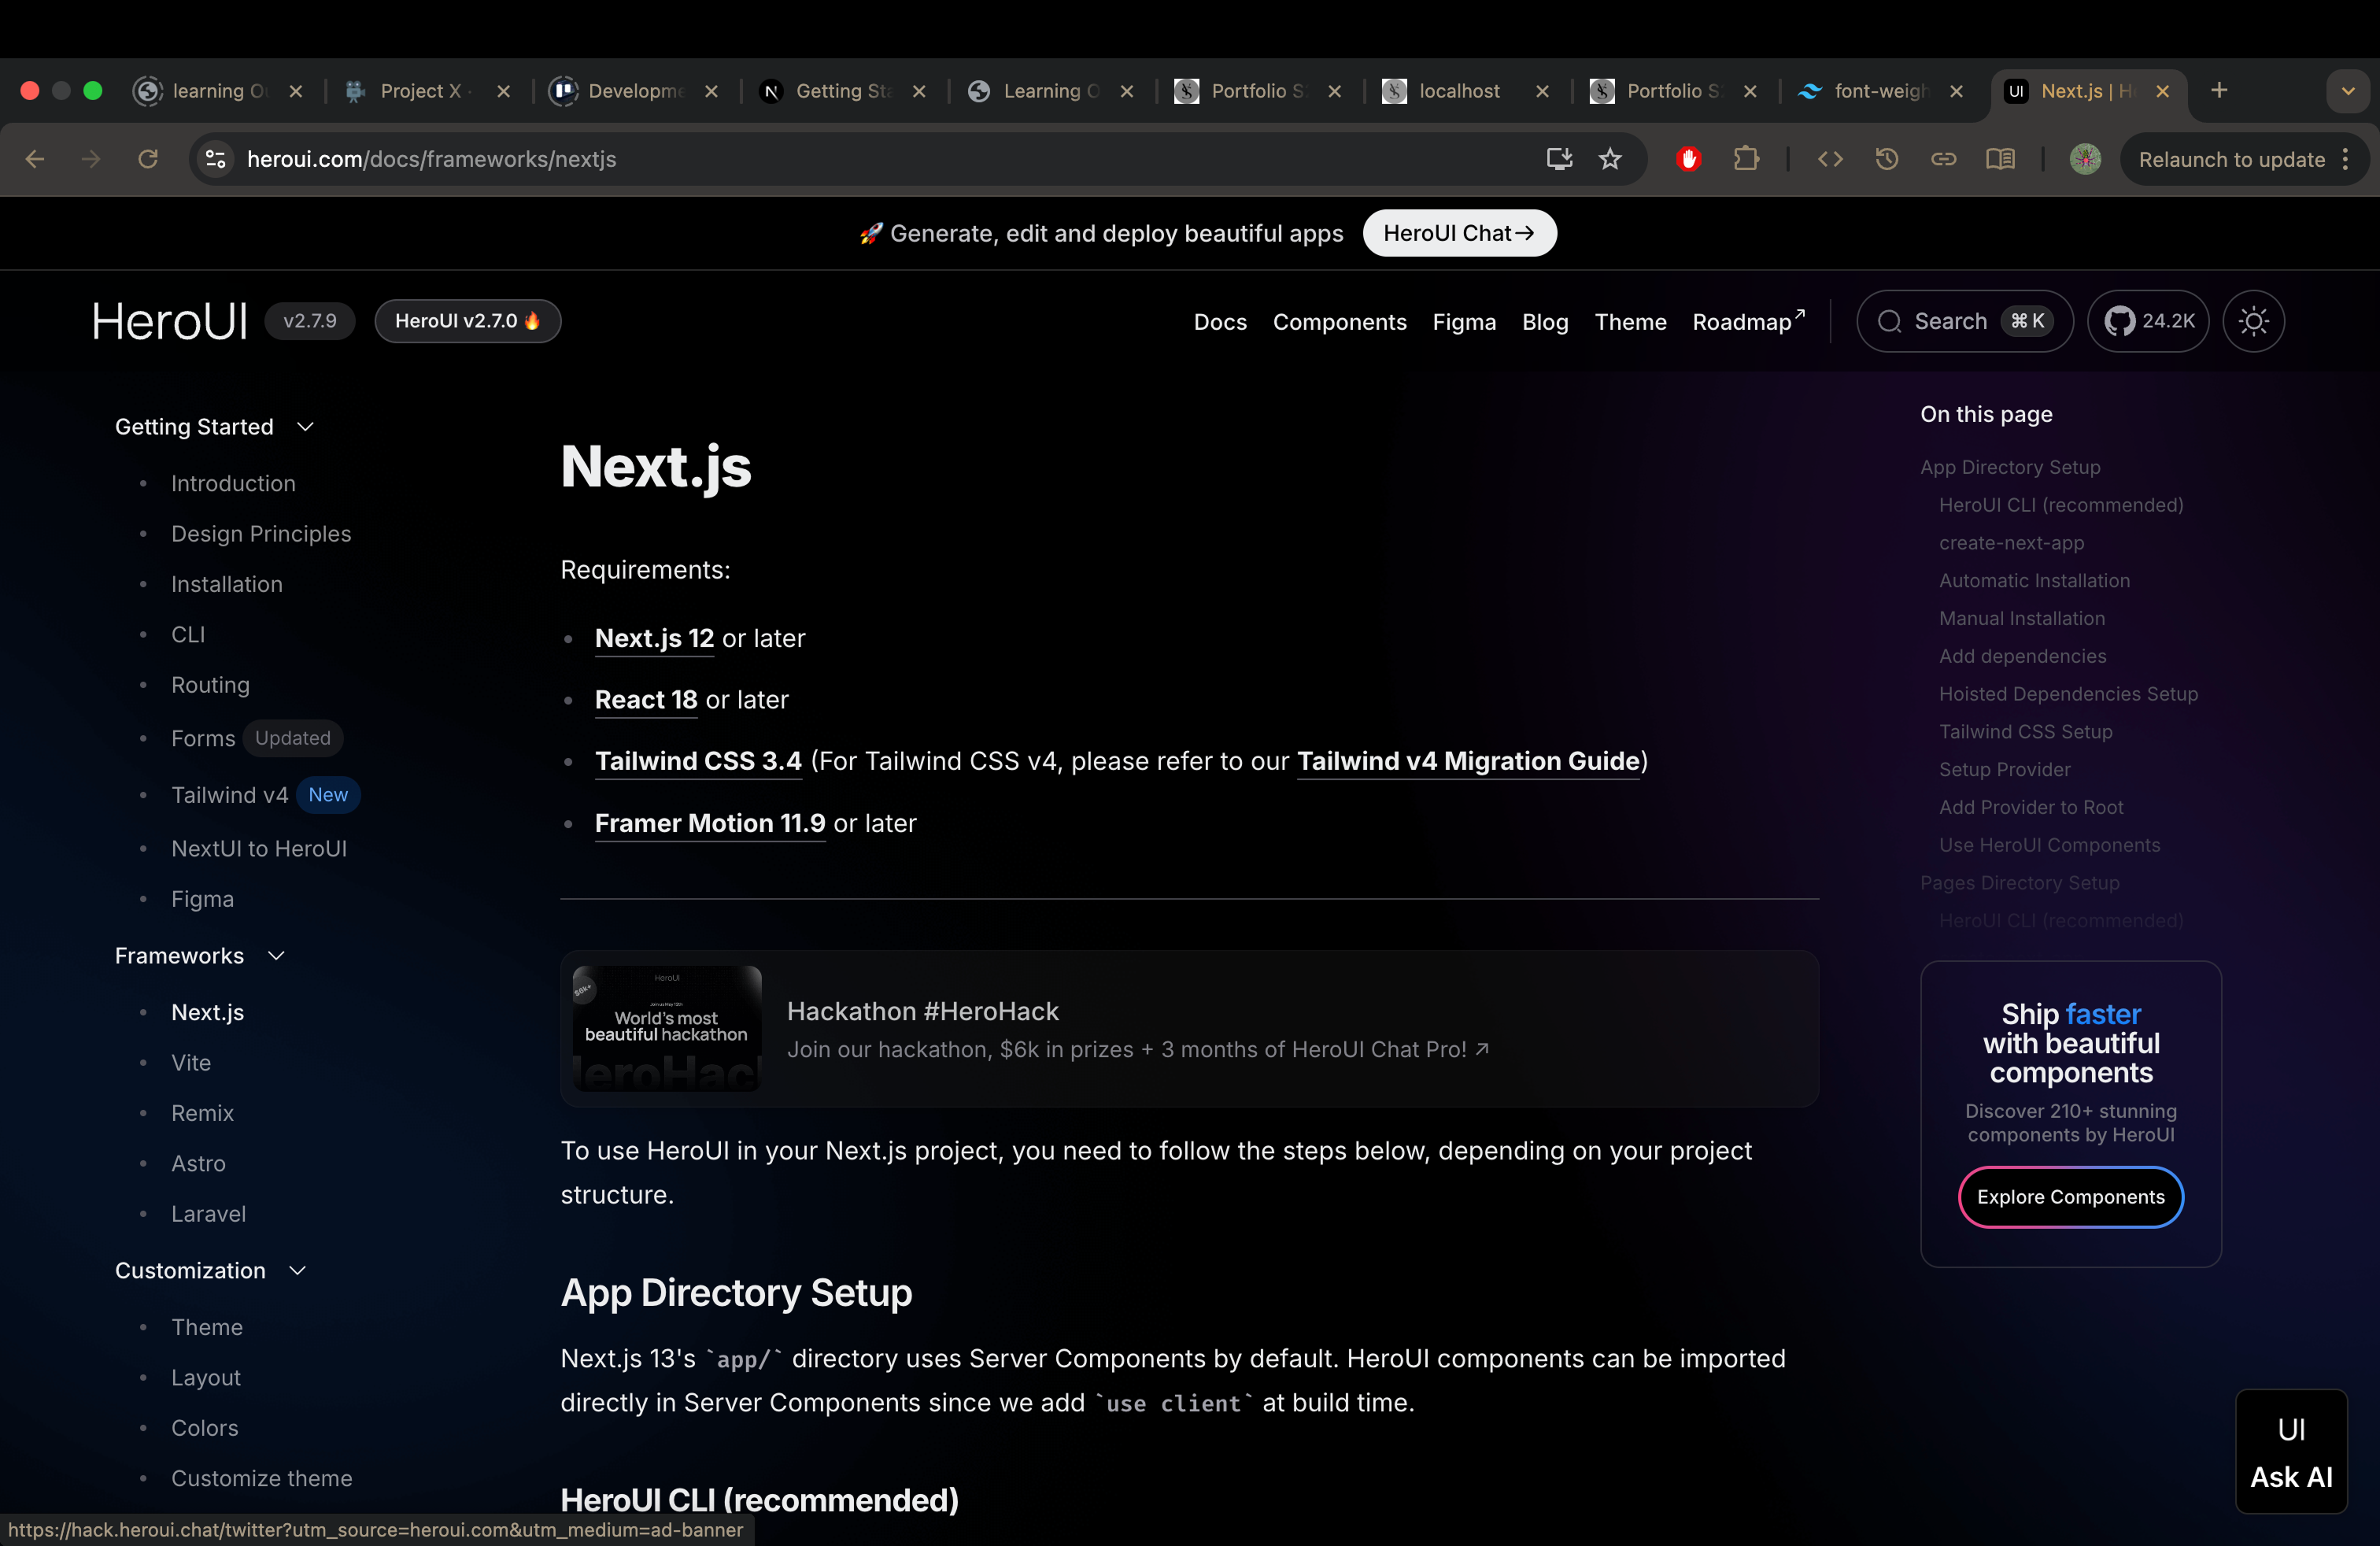 learning O
Project X ·
Developme
Getting Sta
Learning O
Portfolio S
localhost
Portfolio S
font-weigh
Next.js | H
heroui.com/docs/frameworks/nextjs
Relaunch to update
🚀 Generate, edit and deploy beautiful apps
HeroUI Chat→
HeroUI
v2.7.9
HeroUI v2.7.0 🔥
Docs
Components
Figma
Blog
Theme
Roadmap
Search
⌘ K
24.2K
Getting Started
Introduction
Design Principles
Installation
CLI
Routing
Forms Updated
Tailwind v4 New
NextUI to HeroUI
Figma
Frameworks
Next.js
Vite
Remix
Astro
Laravel
Customization
Theme
Layout
Colors
Customize theme
Next.js
Requirements:
Next.js 12 or later
React 18 or later
Tailwind CSS 3.4 (For Tailwind CSS v4, please refer to our Tailwind v4 Migration Guide)
Framer Motion 11.9 or later
$6k+
HeroUI
World's most
beautiful hackathon
eroHac
Hackathon #HeroHack
Join our hackathon, $6k in prizes + 3 months of HeroUI Chat Pro! ↗
To use HeroUI in your Next.js project, you need to follow the steps below, depending on your project
structure.
App Directory Setup
Next.js 13's `app/` directory uses Server Components by default. HeroUI components can be imported
directly in Server Components since we add `use client` at build time.
HeroUI CLI (recommended)
On this page
App Directory Setup
HeroUI CLI (recommended)
create-next-app
Automatic Installation
Manual Installation
Add dependencies
Hoisted Dependencies Setup
Tailwind CSS Setup
Setup Provider
Add Provider to Root
Use HeroUI Components
Pages Directory Setup
HeroUI CLI (recommended)
Ship faster
with beautiful
components
Discover 210+ stunning
components by HeroUI
Explore Components
UI
Ask AI
https://hack.heroui.chat/twitter?utm_source=heroui.com&utm_medium=ad-banner